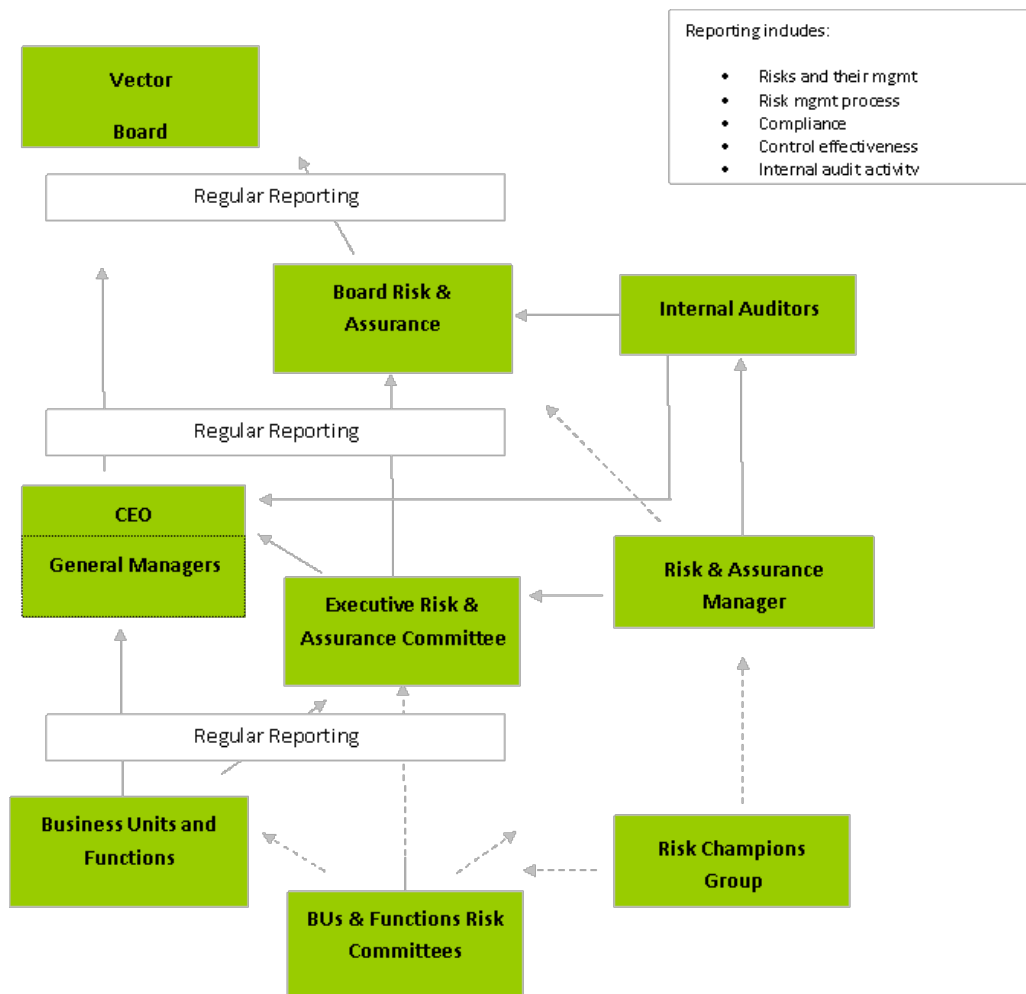 Reporting includes:
• Risks and their mgmt
• Risk mgmt process
• Compliance
• Control effectiveness
• Internal audit activity
Vector
Board
Regular Reporting
Board Risk &
Assurance
Internal Auditors
Regular Reporting
CEO
General Managers
Executive Risk &
Assurance Committee
Risk & Assurance
Manager
Regular Reporting
Business Units and
Functions
BUs & Functions Risk
Committees
Risk Champions
Group